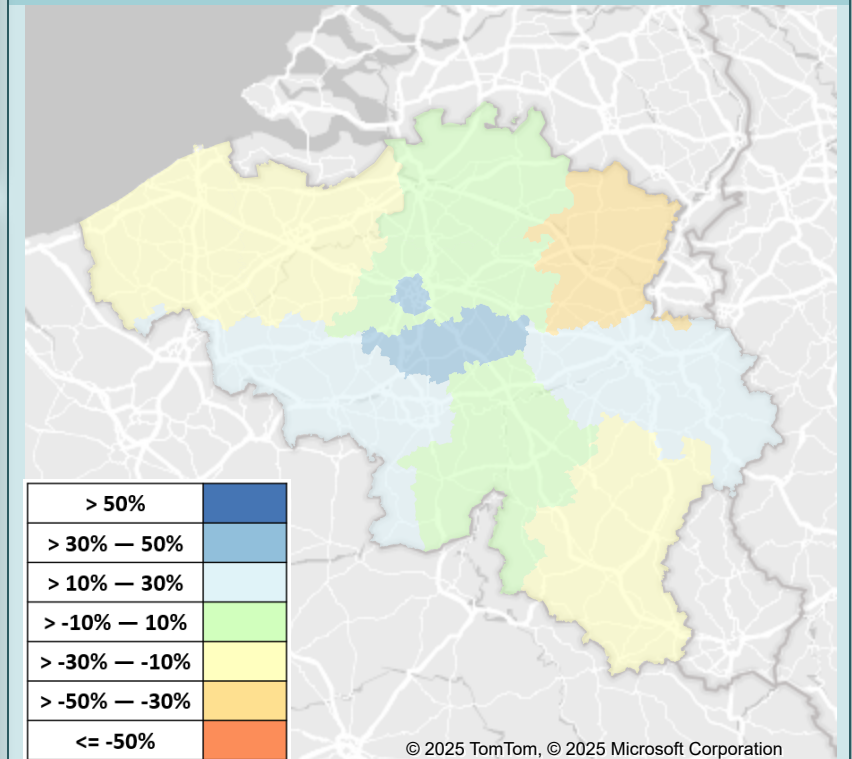 > 50%
> 30% — 50%
> 10% — 30%
> -10% — 10%
> -30% — -10%
> -50% — -30%
<= -50%
© 2025 TomTom, © 2025 Microsoft Corporation